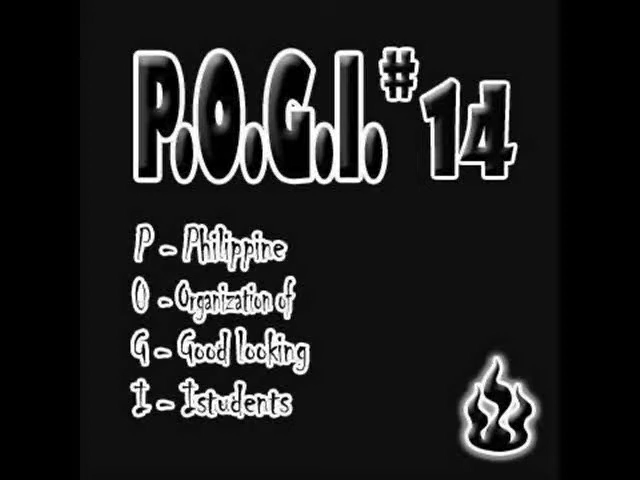 P.O.G.I. #14
P - Philippine
O - Organization of
G - Good looking
I - Istudents